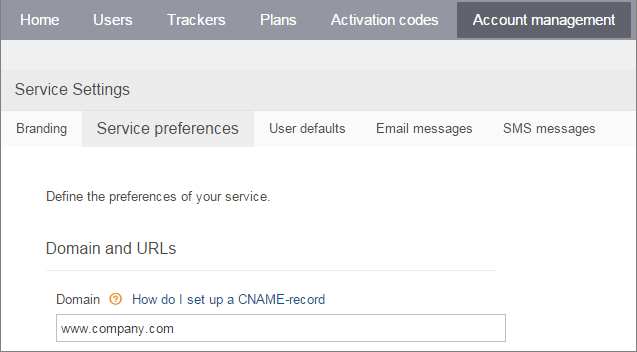 Home Users Trackers Plans Activation codes Account management
Service Settings
Branding Service preferences User defaults Email messages SMS messages
Define the preferences of your service.
Domain and URLs
Domain ? How do I set up a CNAME-record
www.company.com